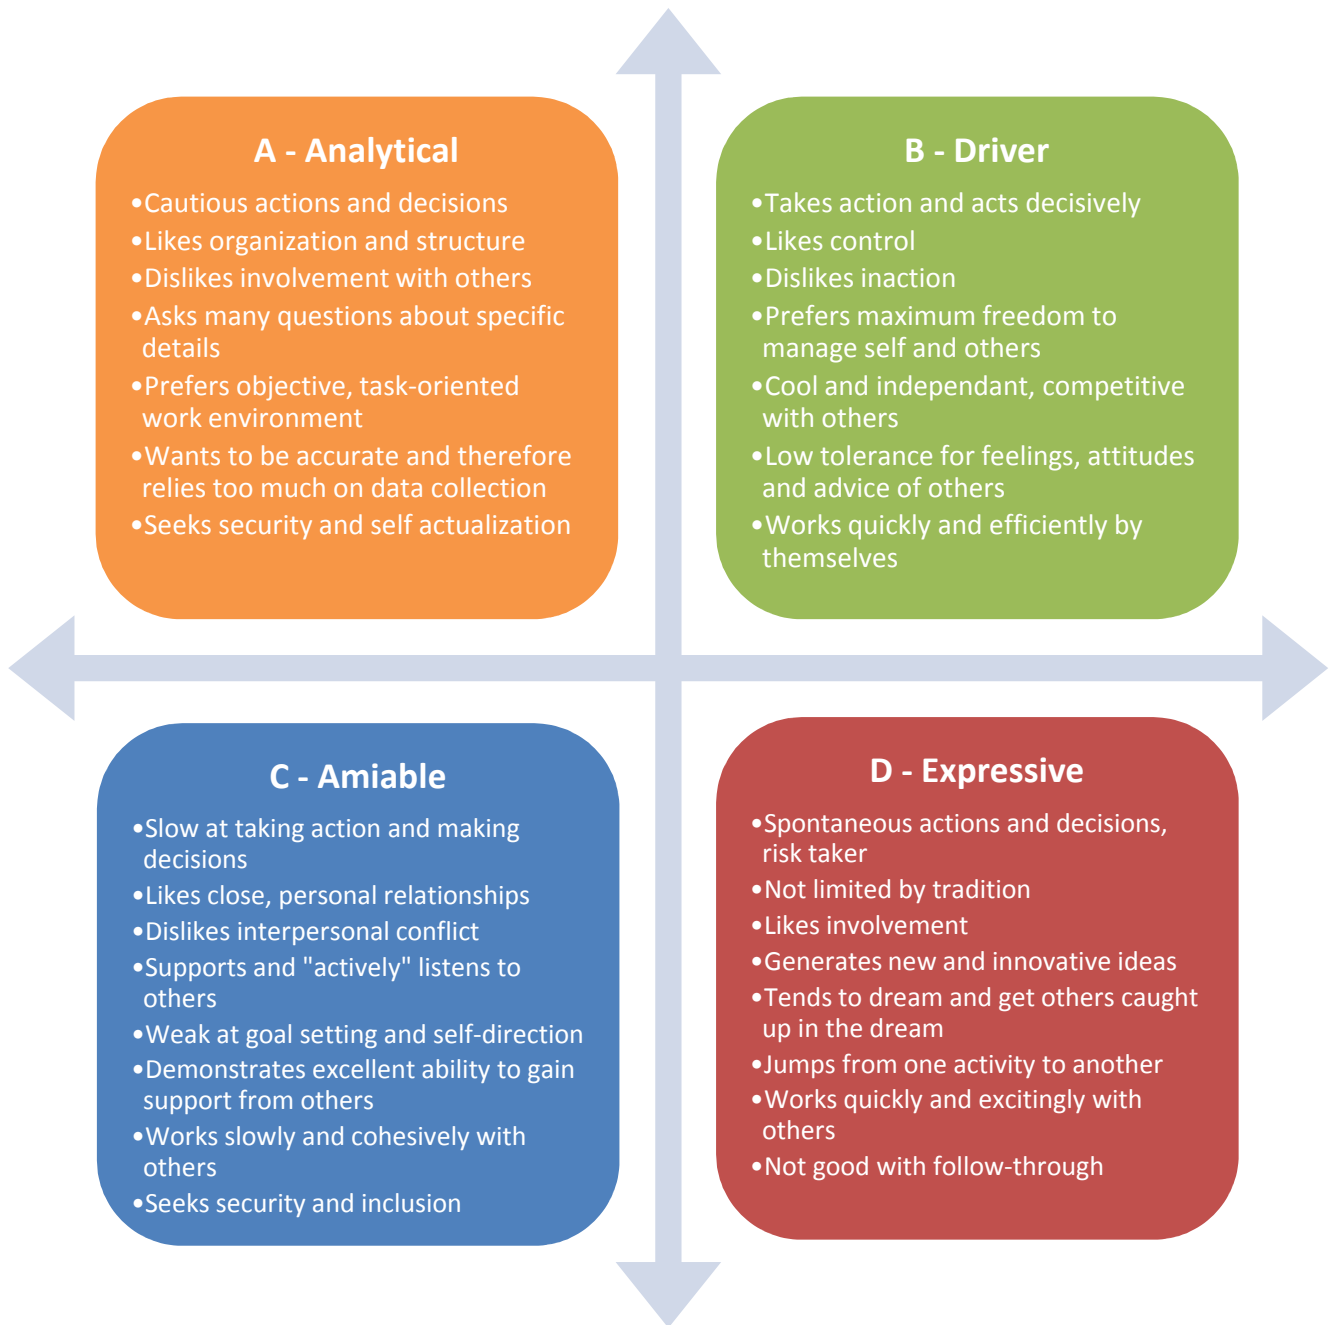 A - Analytical
•Cautious actions and decisions
•Likes organization and structure
•Dislikes involvement with others
•Asks many questions about specific
details
•Prefers objective, task-oriented
work environment
•Wants to be accurate and therefore
relies too much on data collection
•Seeks security and self actualization
B - Driver
•Takes action and acts decisively
•Likes control
•Dislikes inaction
•Prefers maximum freedom to
manage self and others
•Cool and independant, competitive
with others
•Low tolerance for feelings, attitudes
and advice of others
•Works quickly and efficiently by
themselves
C - Amiable
•Slow at taking action and making
decisions
•Likes close, personal relationships
•Dislikes interpersonal conflict
•Supports and "actively" listens to
others
•Weak at goal setting and self-direction
•Demonstrates excellent ability to gain
support from others
•Works slowly and cohesively with
others
•Seeks security and inclusion
D - Expressive
•Spontaneous actions and decisions,
risk taker
•Not limited by tradition
•Likes involvement
•Generates new and innovative ideas
•Tends to dream and get others caught
up in the dream
•Jumps from one activity to another
•Works quickly and excitingly with
others
•Not good with follow-through